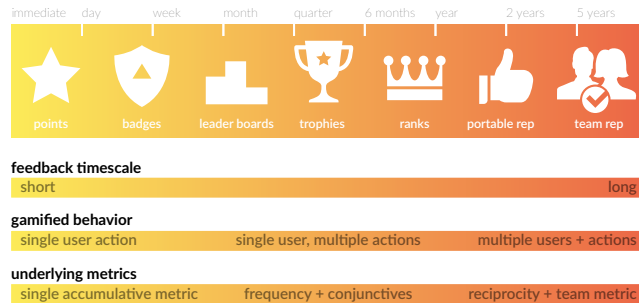 immediate day week month quarter 6 months year 2 years 5 years
points badges leader boards trophies ranks portable rep team rep
feedback timescale
short long
gamified behavior
single user action single user, multiple actions multiple users + actions
underlying metrics
single accumulative metric frequency + conjunctives reciprocity + team metric